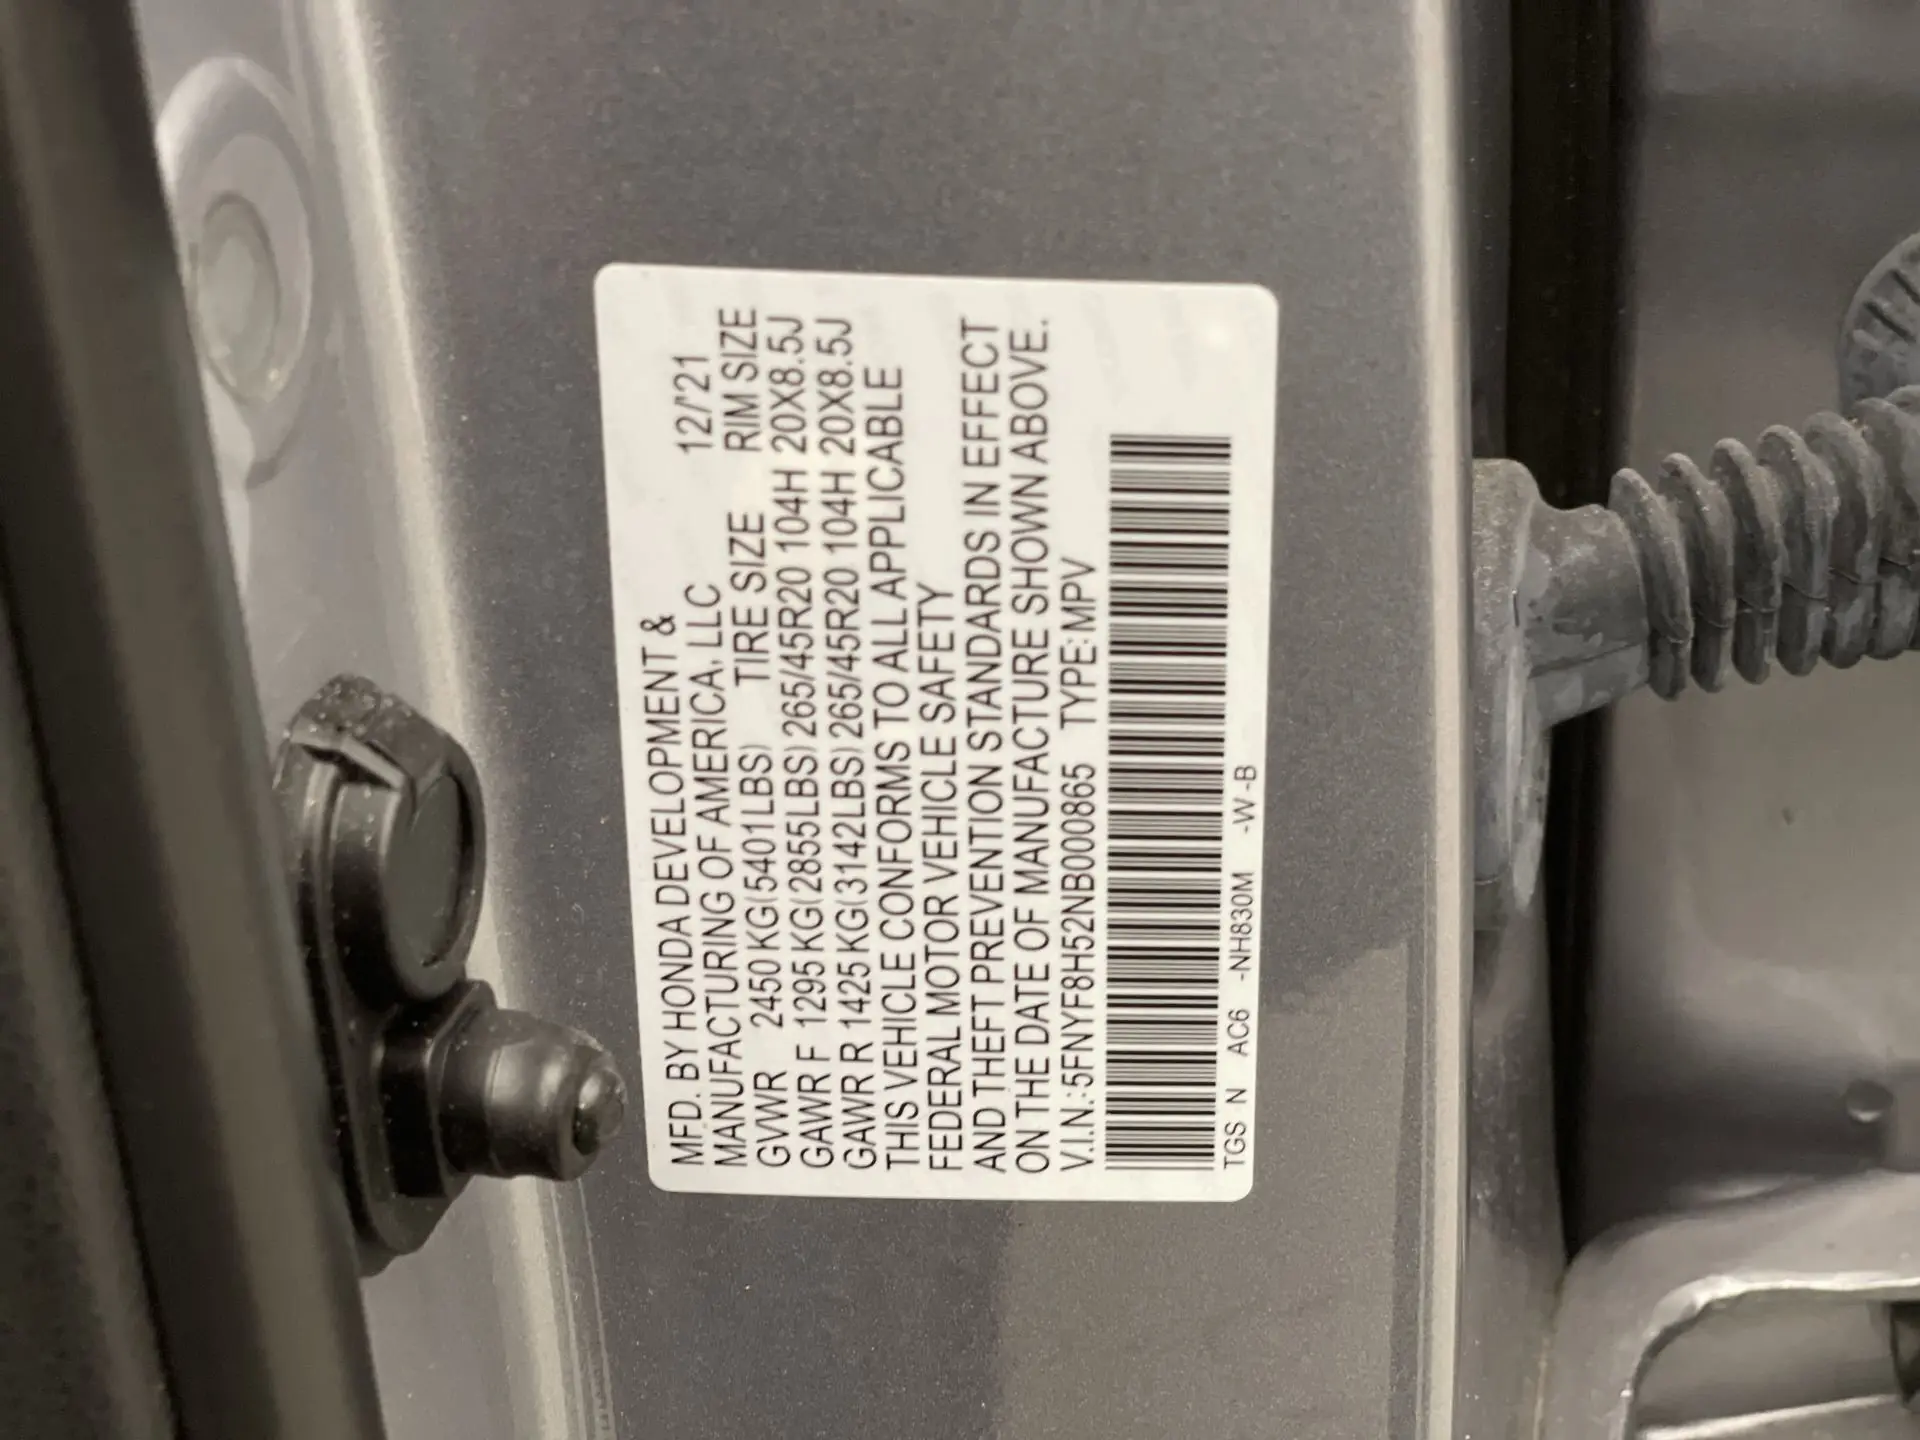 MFD. BY HONDA DEVELOPMENT &
MANUFACTURING OF AMERICA, LLC 12/'21
GVWR 2450 KG(5401LBS) TIRE SIZE RIM SIZE
GAWR F 1295 KG(2855LBS) 265/45R20 104H 20X8.5J
GAWR R 1425 KG(3142LBS) 265/45R20 104H 20X8.5J
THIS VEHICLE CONFORMS TO ALL APPLICABLE
FEDERAL MOTOR VEHICLE SAFETY
AND THEFT PREVENTION STANDARDS IN EFFECT
ON THE DATE OF MANUFACTURE SHOWN ABOVE.
V.I.N.:5FNYF8H52NB000865 TYPE:MPV
TGS N AC6 -NH830M -W-B